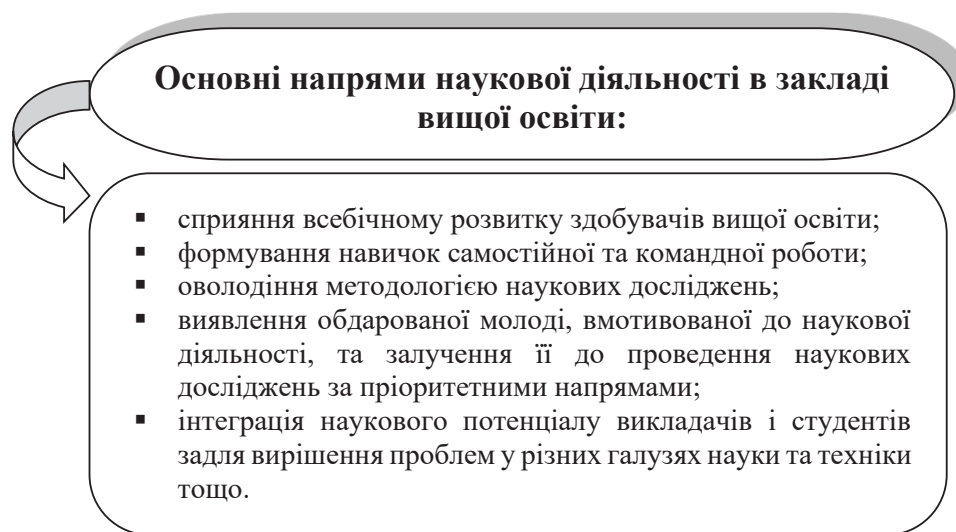 Основні напрями наукової діяльності в закладі
вищої освіти:
▪ сприяння всебічному розвитку здобувачів вищої освіти;
▪ формування навичок самостійної та командної роботи;
▪ оволодіння методологією наукових досліджень;
▪ виявлення обдарованої молоді, вмотивованої до наукової
діяльності, та залучення її до проведення наукових
досліджень за пріоритетними напрямами;
▪ інтеграція наукового потенціалу викладачів і студентів
задля вирішення проблем у різних галузях науки та техніки
тощо.